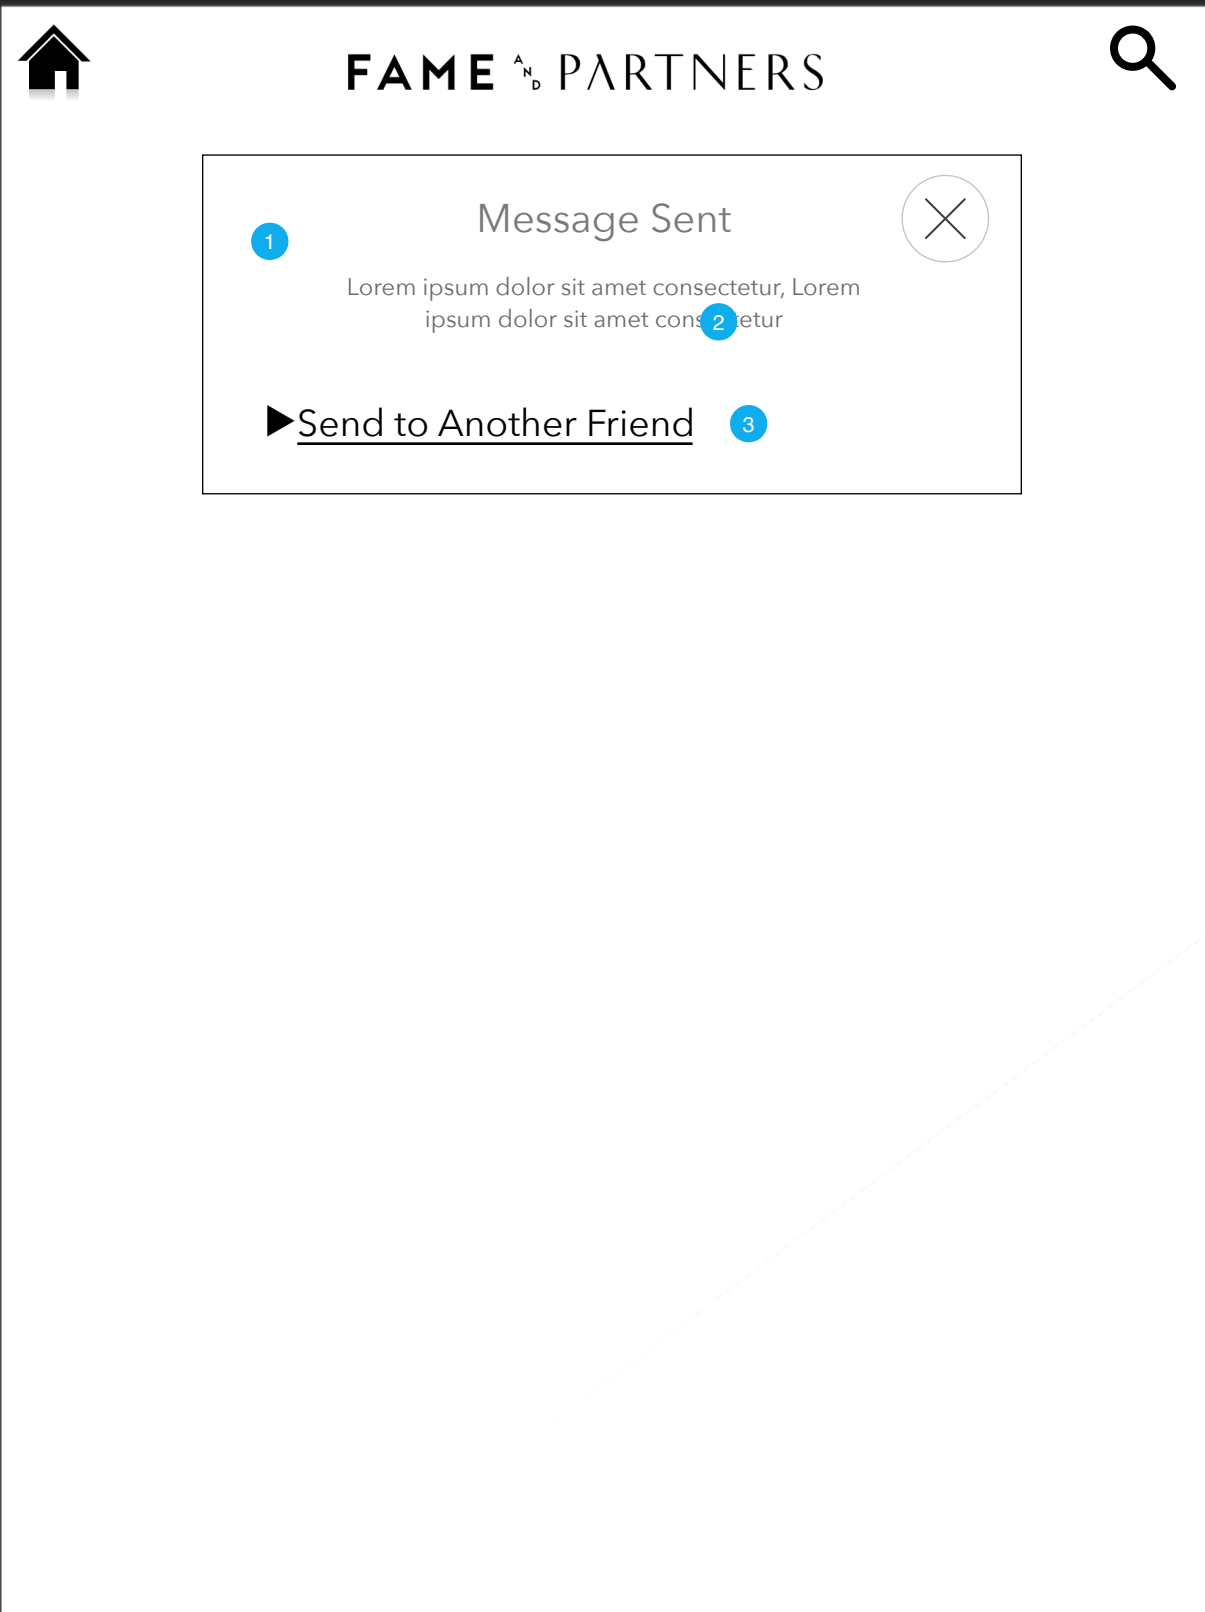 FAME AND PARTNERS
Message Sent
1
Lorem ipsum dolor sit amet consectetur, Lorem
ipsum dolor sit amet cons tetur
2
Send to Another Friend
3